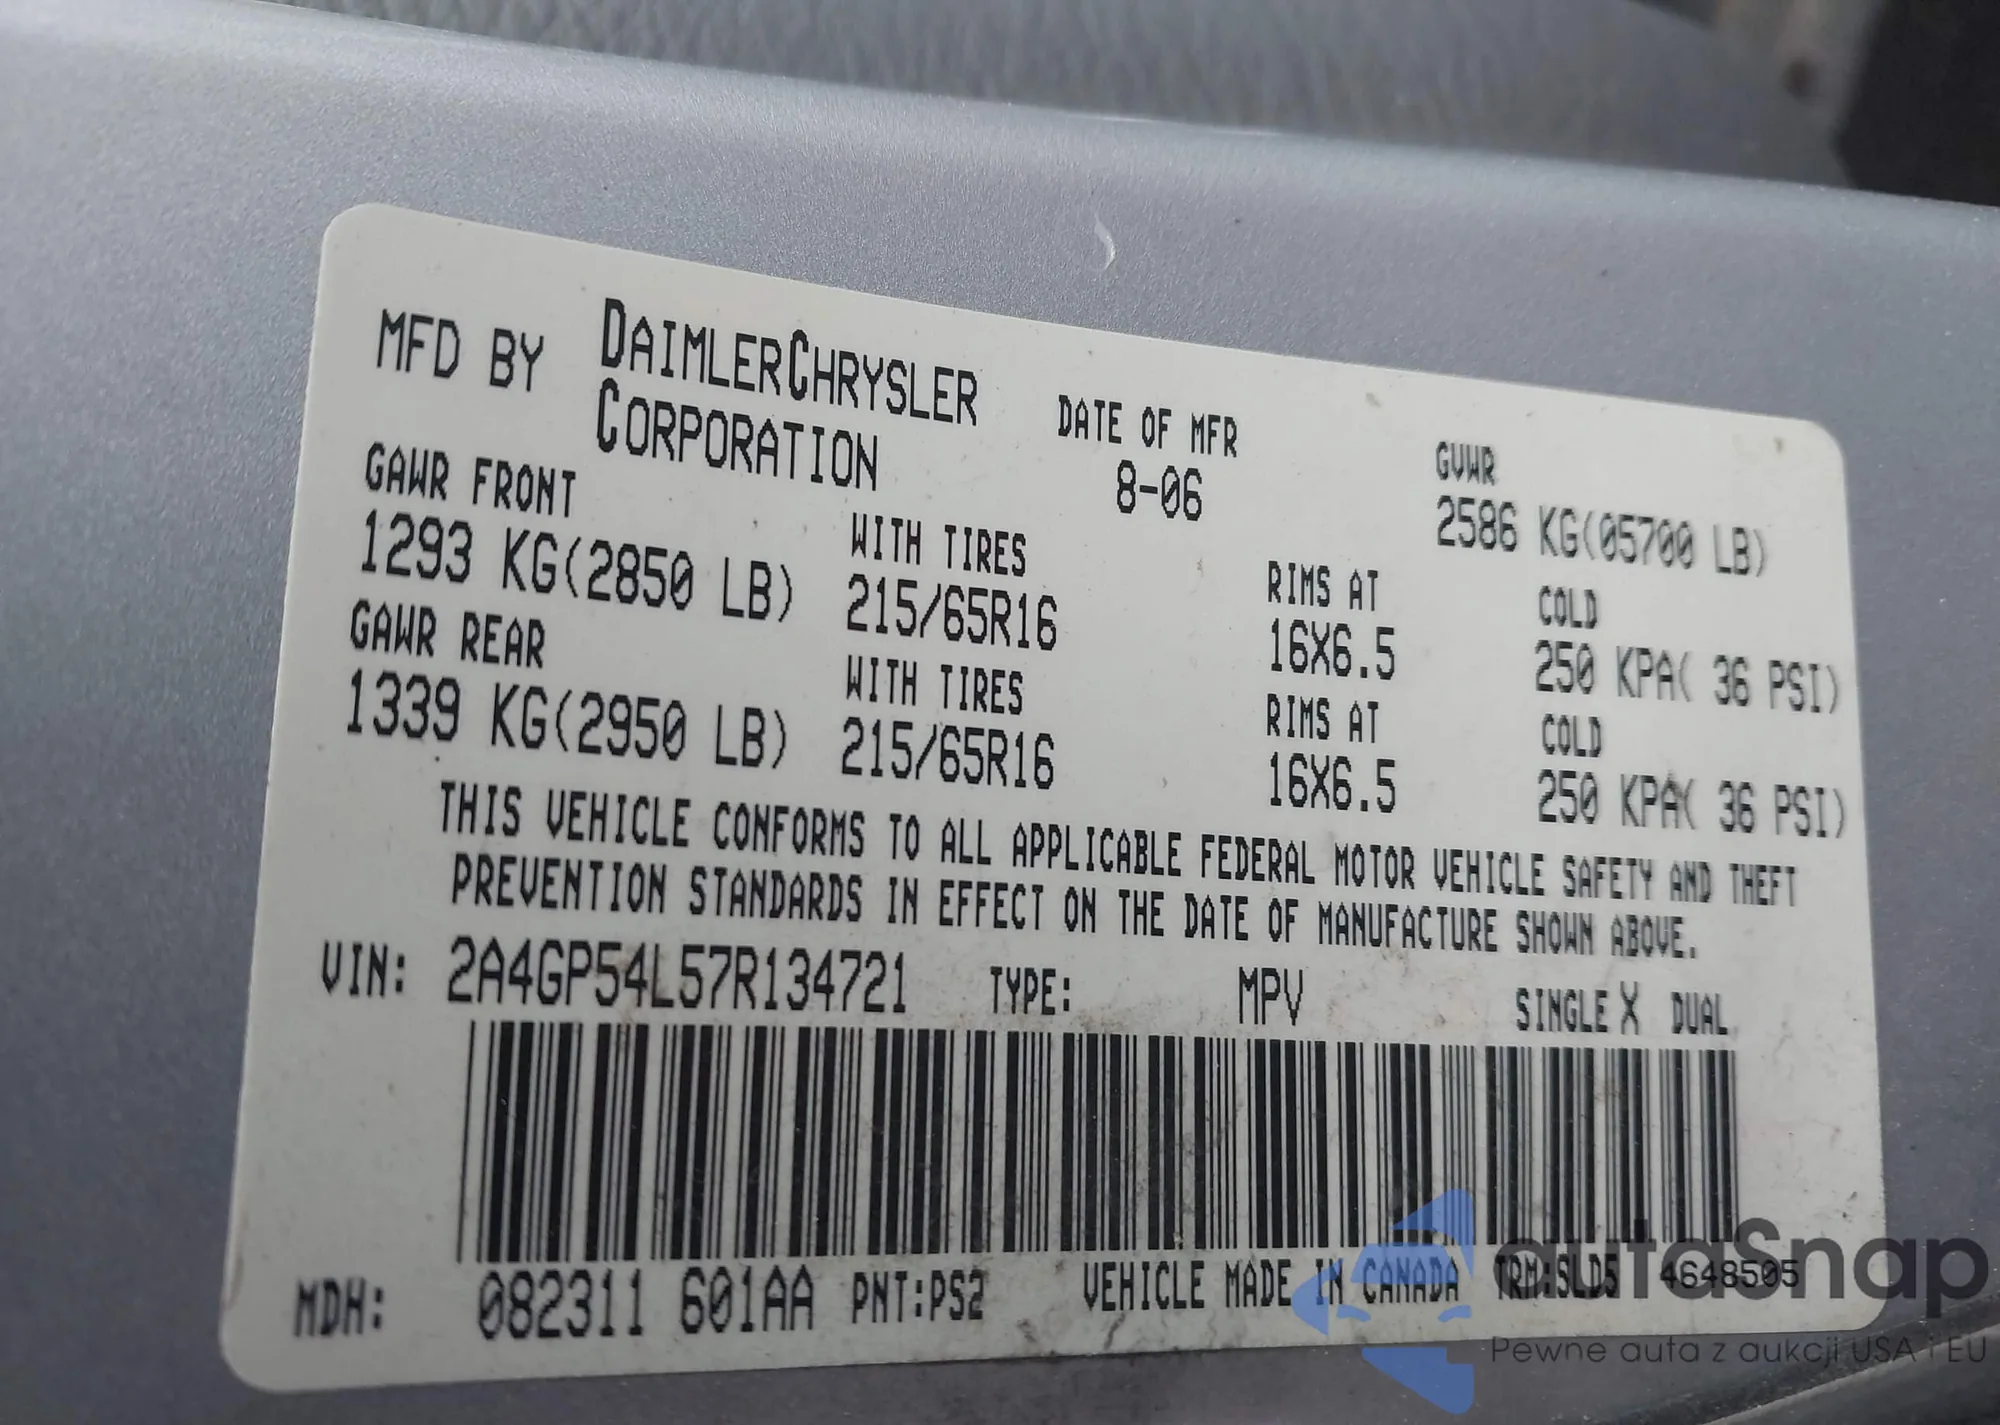 MFD BY DAIMLERCHRYSLER CORPORATION
DATE OF MFR
8-06
GVWR
2586 KG(05700 LB)
GAWR FRONT WITH TIRES RIMS AT COLD
1293 KG(2850 LB) 215/65R16 16X6.5 250 KPA( 36 PSI)
GAWR REAR WITH TIRES RIMS AT COLD
1339 KG(2950 LB) 215/65R16 16X6.5 250 KPA( 36 PSI)
THIS VEHICLE CONFORMS TO ALL APPLICABLE FEDERAL MOTOR VEHICLE SAFETY AND THEFT
PREVENTION STANDARDS IN EFFECT ON THE DATE OF MANUFACTURE SHOWN ABOVE.
VIN: 2A4GP54L57R134721 TYPE: MPV SINGLE X DUAL
MDH: 082311 601AA PNT:PS2 VEHICLE MADE IN CANADA TRM:SLD5 4648505
autaSnap
Pewne auta z aukcji USA i EU